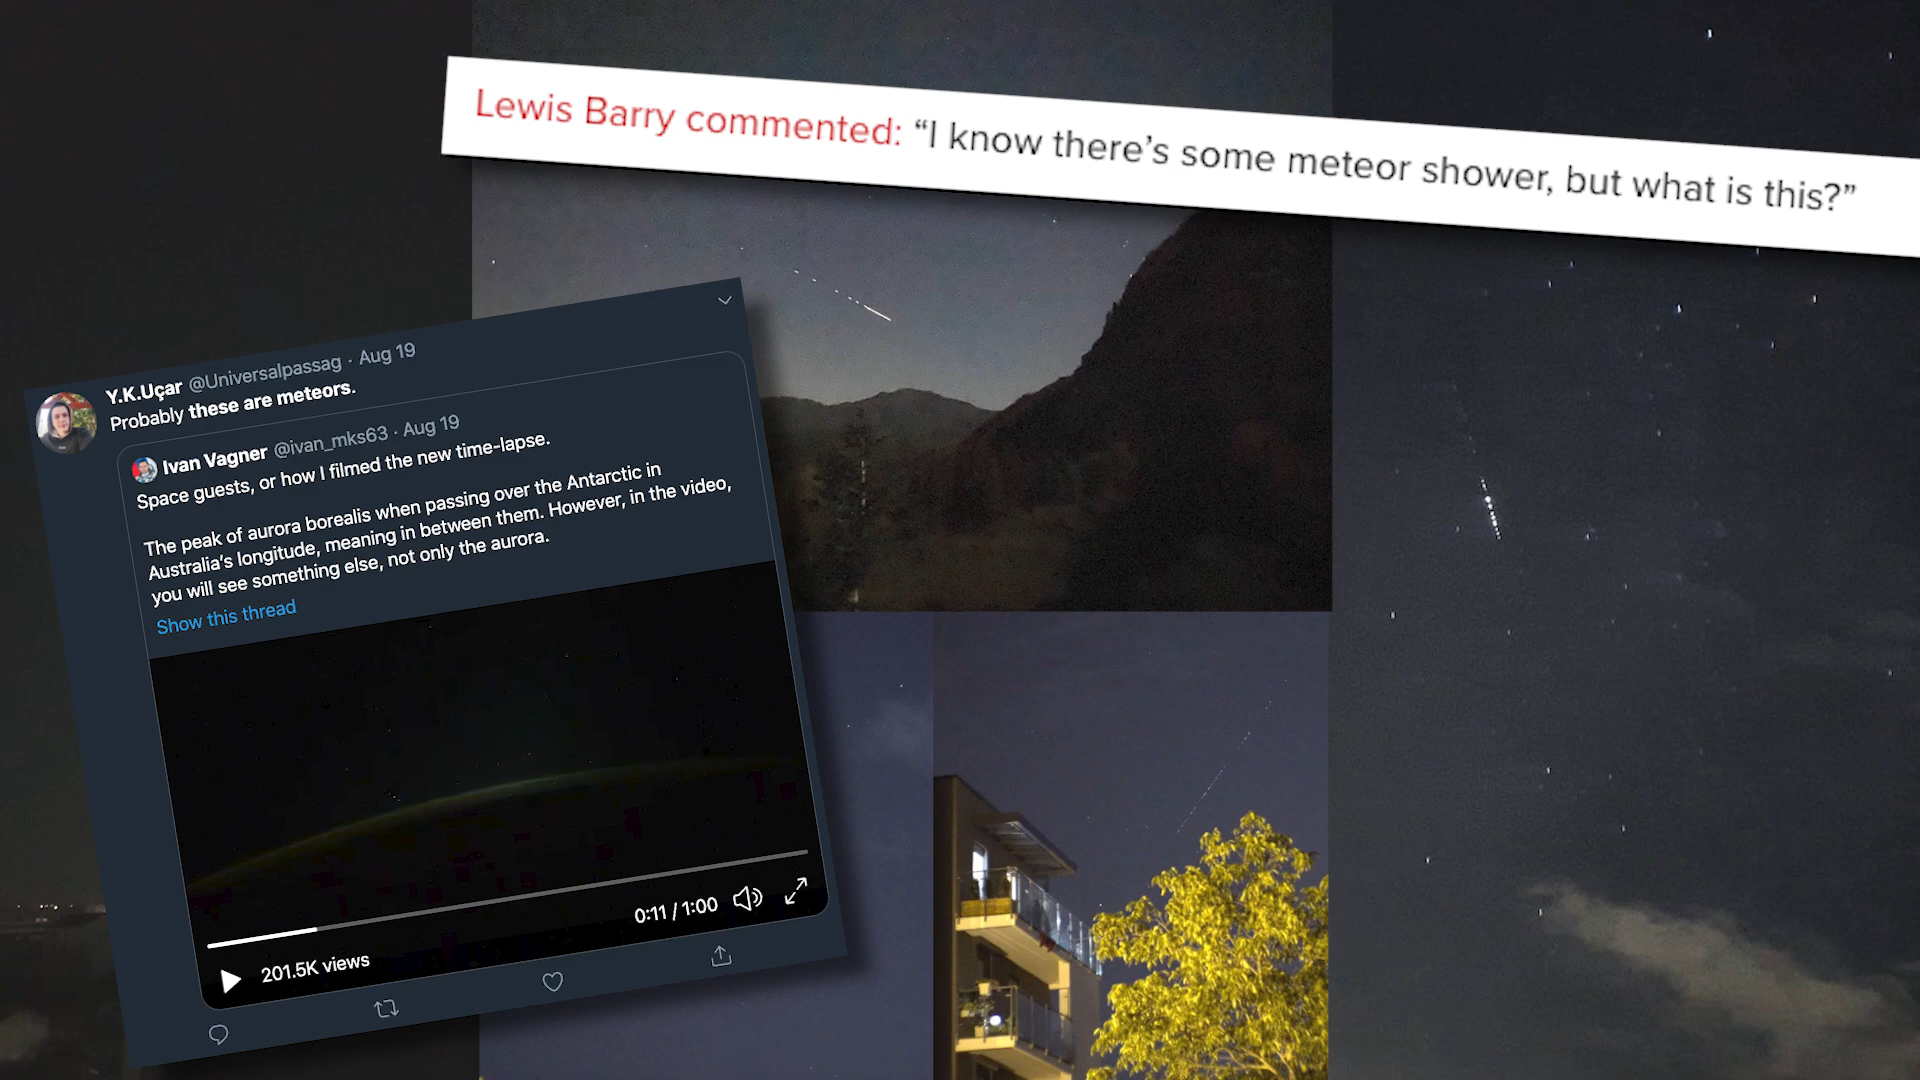 Lewis Barry commented: “I know there’s some meteor shower, but what is this?”
Y.K.Uçar @Universalpassag · Aug 19
Probably these are meteors.
Ivan Vagner @ivan_mks63 · Aug 19
Space guests, or how I filmed the new time-lapse.
The peak of aurora borealis when passing over the Antarctic in
Australia’s longitude, meaning in between them. However, in the video,
you will see something else, not only the aurora.
Show this thread
0:11 / 1:00
201.5K views